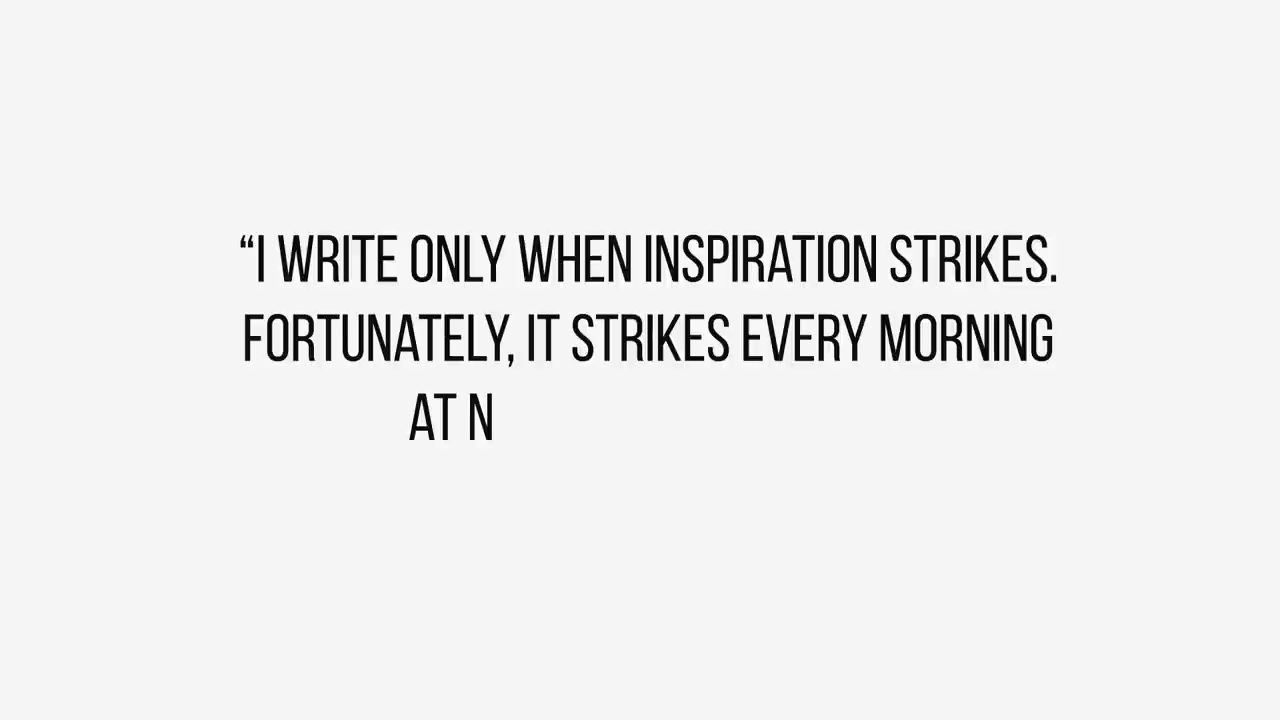 “I WRITE ONLY WHEN INSPIRATION STRIKES.
FORTUNATELY, IT STRIKES EVERY MORNING
AT N